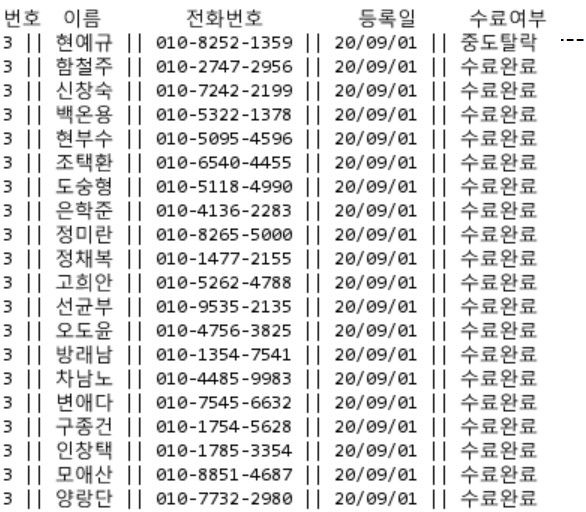 번호 이름 전화번호 등록일 수료여부
3 || 현예규 || 010-8252-1359 || 20/09/01 || 중도탈락
3 || 함철주 || 010-2747-2956 || 20/09/01 || 수료완료
3 || 신창숙 || 010-7242-2199 || 20/09/01 || 수료완료
3 || 백온용 || 010-5322-1378 || 20/09/01 || 수료완료
3 || 현부수 || 010-5095-4596 || 20/09/01 || 수료완료
3 || 조택환 || 010-6540-4455 || 20/09/01 || 수료완료
3 || 도숭형 || 010-5118-4990 || 20/09/01 || 수료완료
3 || 은학준 || 010-4136-2283 || 20/09/01 || 수료완료
3 || 정미란 || 010-8265-5000 || 20/09/01 || 수료완료
3 || 정채복 || 010-1477-2155 || 20/09/01 || 수료완료
3 || 고희안 || 010-5262-4788 || 20/09/01 || 수료완료
3 || 선균부 || 010-9535-2135 || 20/09/01 || 수료완료
3 || 오도윤 || 010-4756-3825 || 20/09/01 || 수료완료
3 || 방래남 || 010-1354-7541 || 20/09/01 || 수료완료
3 || 차남노 || 010-4485-9983 || 20/09/01 || 수료완료
3 || 변애다 || 010-7545-6632 || 20/09/01 || 수료완료
3 || 구종건 || 010-1754-5628 || 20/09/01 || 수료완료
3 || 인창택 || 010-1785-3354 || 20/09/01 || 수료완료
3 || 모애산 || 010-8851-4687 || 20/09/01 || 수료완료
3 || 양랑단 || 010-7732-2980 || 20/09/01 || 수료완료